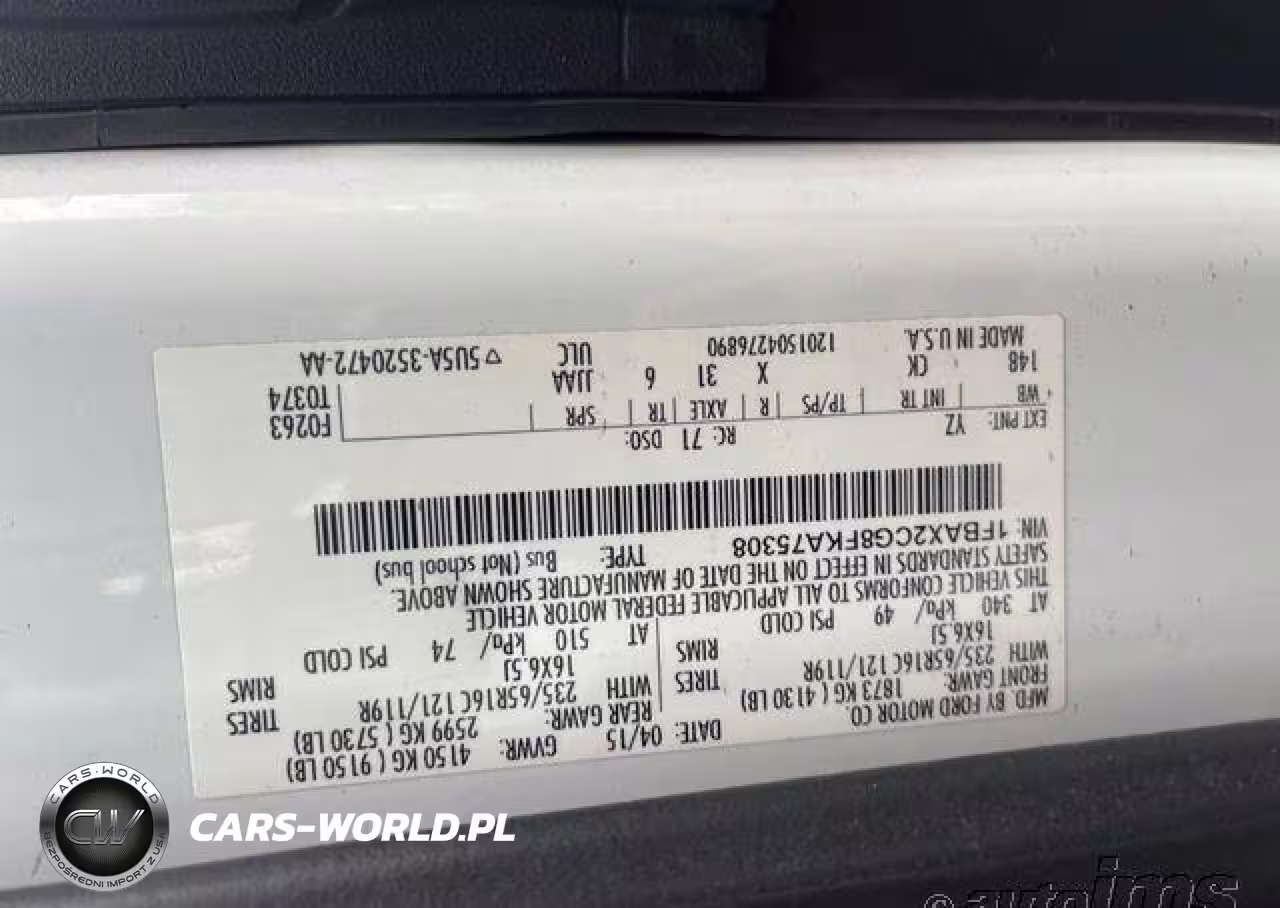 MFD. BY FORD MOTOR CO.
DATE: 04/15 GVWR: 4150 KG ( 9150 LB)
FRONT GAWR: 1873 KG ( 4130 LB)
REAR GAWR: 2599 KG ( 5730 LB)
WITH 235/65R16C 121/119R TIRES
WITH 235/65R16C 121/119R TIRES
16X6.5J RIMS
16X6.5J RIMS
AT 340 kPa/ 49 PSI COLD
AT 510 kPa/ 74 PSI COLD
THIS VEHICLE CONFORMS TO ALL APPLICABLE FEDERAL MOTOR VEHICLE
SAFETY STANDARDS IN EFFECT ON THE DATE OF MANUFACTURE SHOWN ABOVE.
VIN: 1FBAX2CG8FKA75308
TYPE: Bus (Not school bus)
EXT PNT: YZ RC: 71 DSO:
F0263
WB INT TR TP/PS R AXLE TR SPR
T0374
148 CK X 31 6 JJAA
MADE IN U.S.A. 1201504276890 ULC
▽ 5U5A-3520472-AA
CARS-WORLD
CW
BEZPOŚREDNI IMPORT Z USA
CARS-WORLD.PL
© autoims